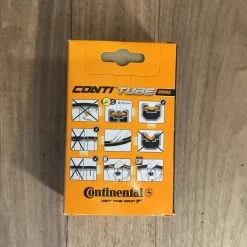 CONTI TUBE CROSS
Continental
GET THE GRIP